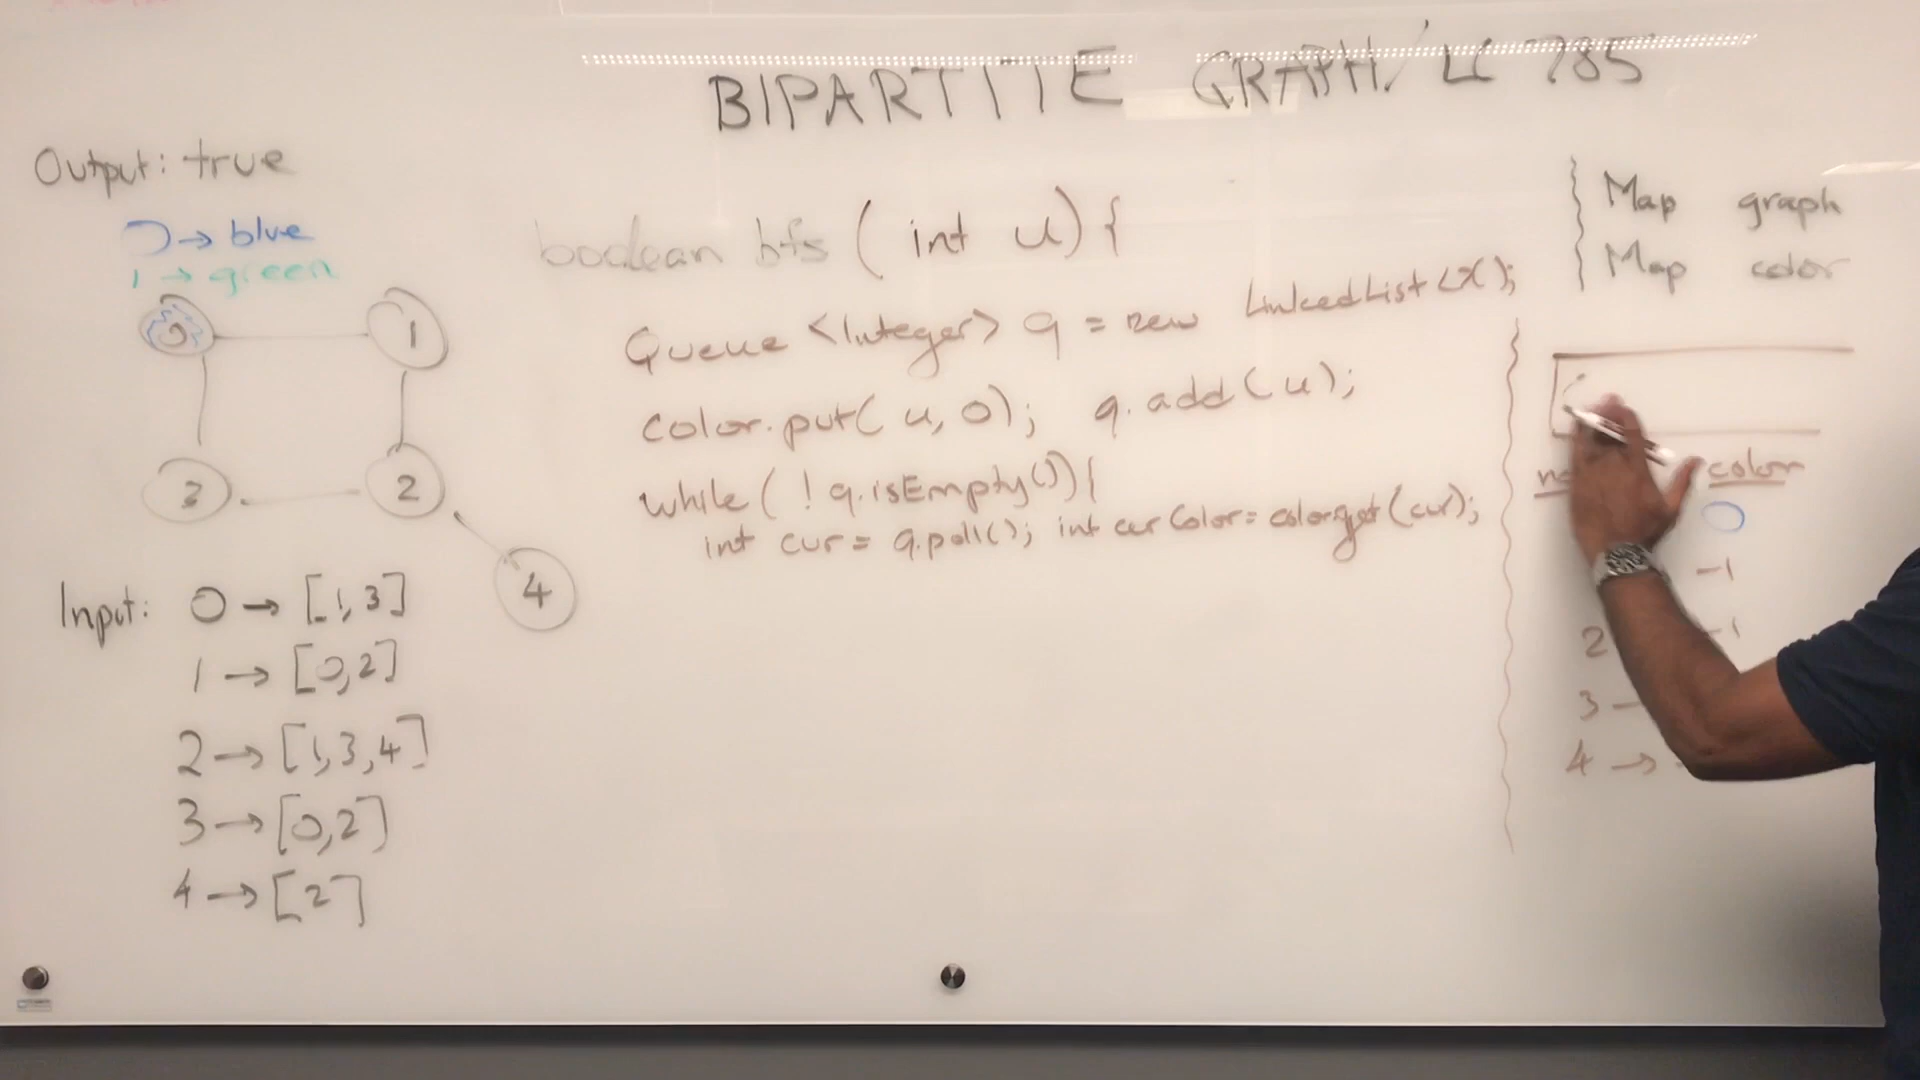 BIPARTITE GRAPH/ LC 785
Output: true
0 → blue
1 → green
0
1
3
2
4
Input: 0 → [1,3]
1 → [0,2]
2 → [1,3,4]
3 → [0,2]
4 → [2]
boolean bfs ( int u) {
Queue <Integer> q = new LinkedList<>();
color.put( u, 0); q.add(u);
while( ! q.isEmpty()){
int cur = q.poll(); int curColor = color.get(cur);
Map graph
Map color
color
0
-1
2 -1
3 –
4 →